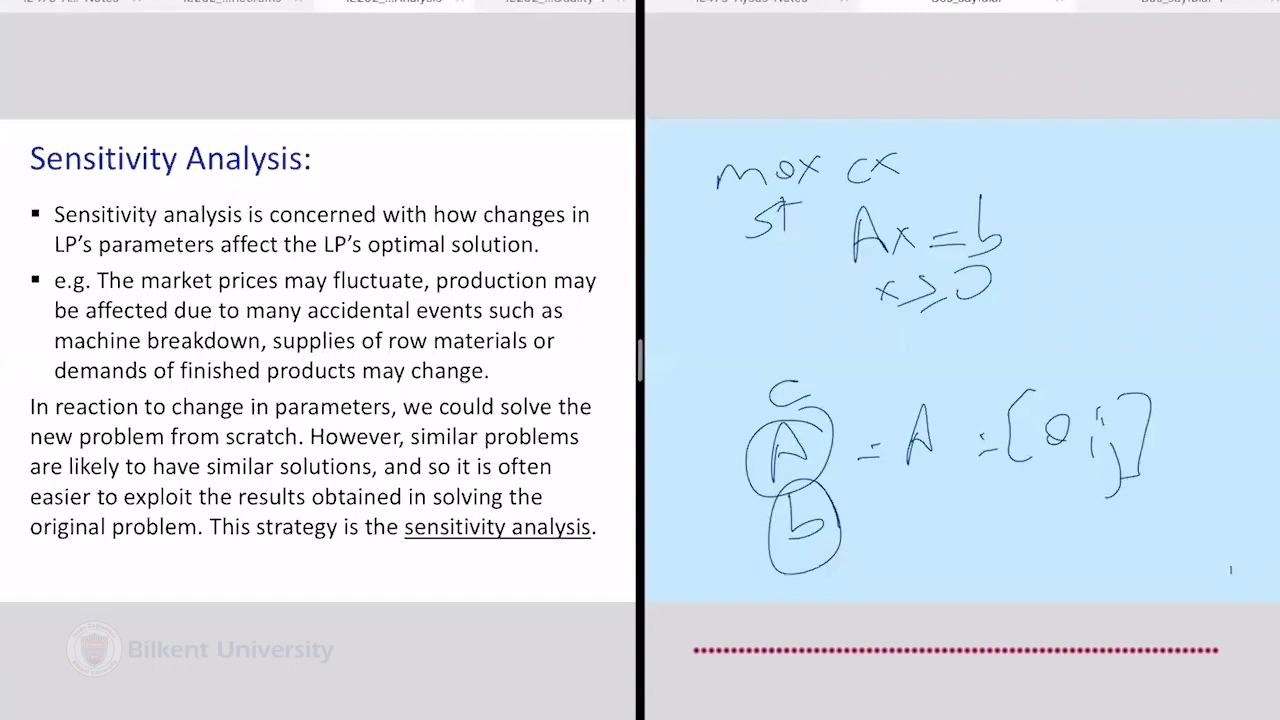 Sensitivity Analysis:
▪ Sensitivity analysis is concerned with how changes in
LP's parameters affect the LP's optimal solution.
▪ e.g. The market prices may fluctuate, production may
be affected due to many accidental events such as
machine breakdown, supplies of row materials or
demands of finished products may change.
In reaction to change in parameters, we could solve the
new problem from scratch. However, similar problems
are likely to have similar solutions, and so it is often
easier to exploit the results obtained in solving the
original problem. This strategy is the sensitivity analysis.
Bilkent University
max cx
st
Ax = b
x ≥ 0
c
A = A = [a ij]
b
1